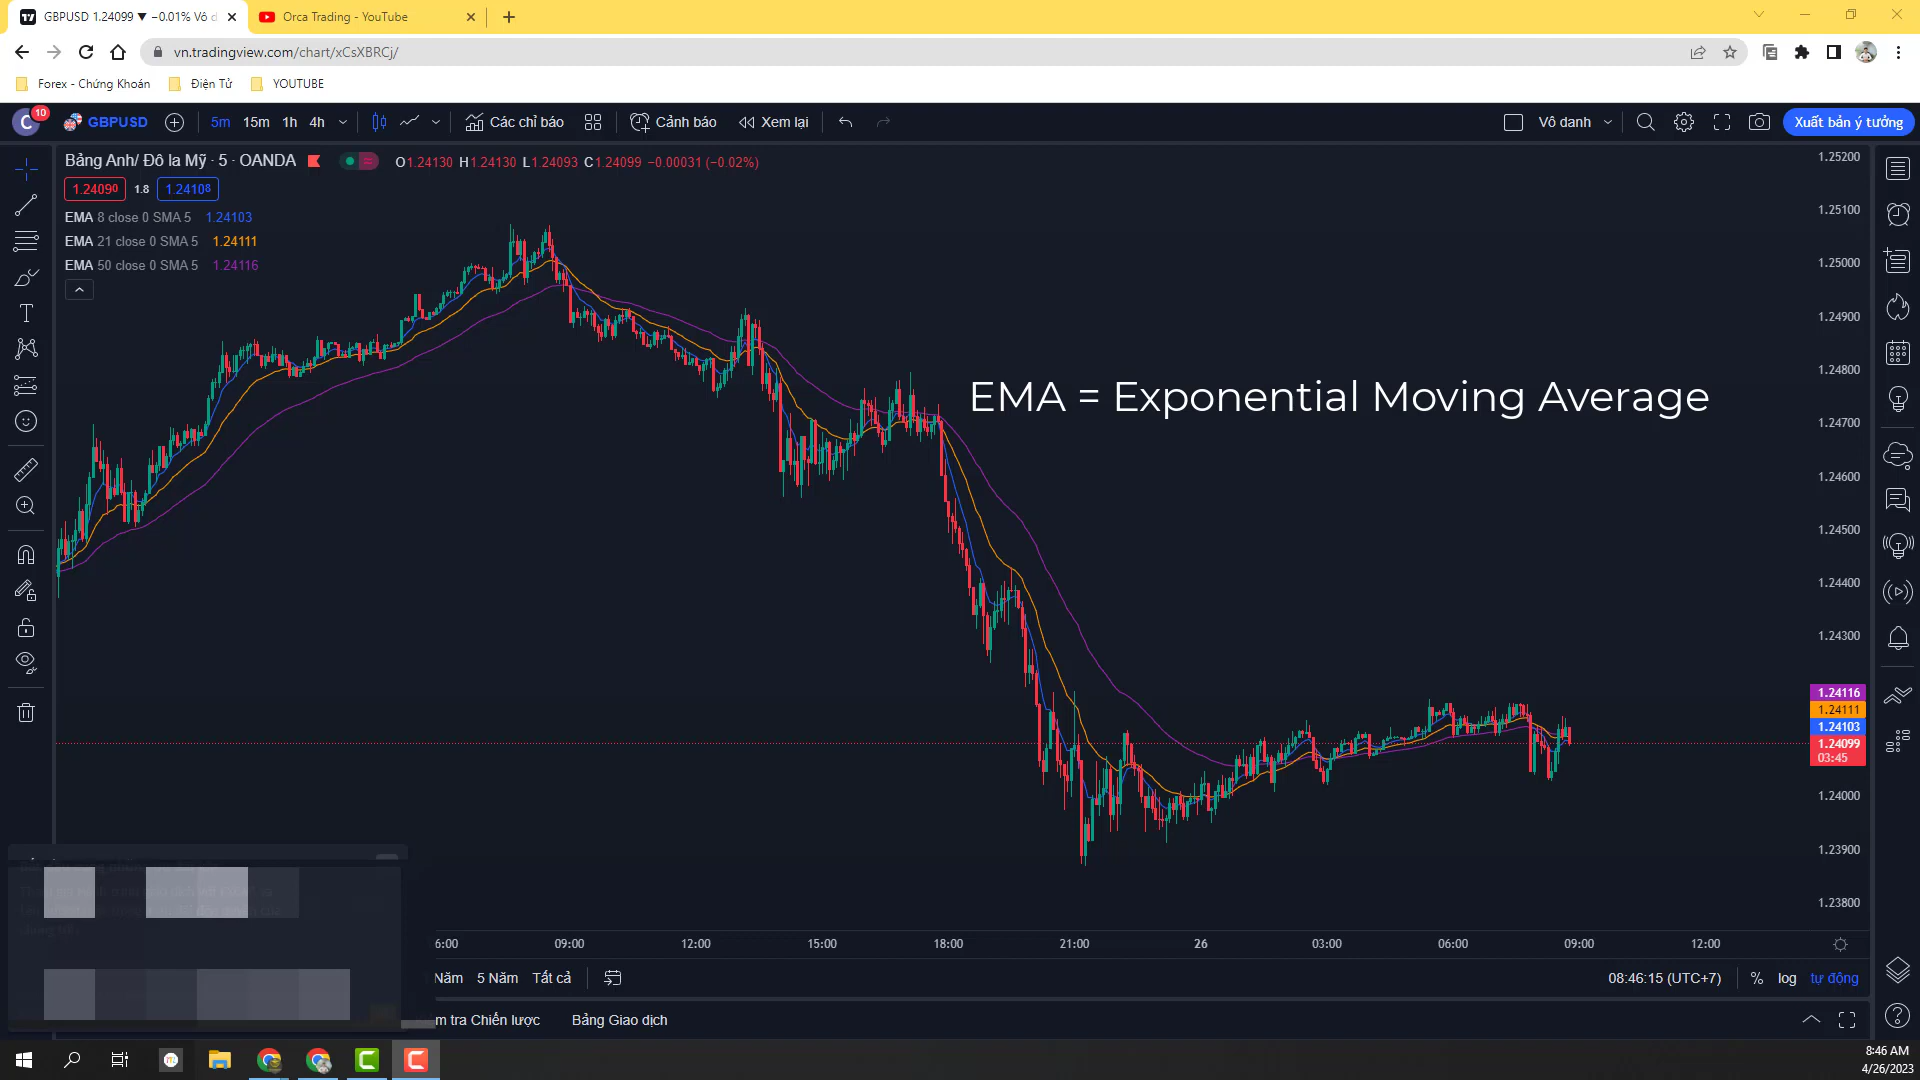 GBPUSD 1.24099 ▼ −0.01% Vô d
Orca Trading - YouTube
vn.tradingview.com/chart/xCsXBRCj/
Forex - Chứng Khoán
Điện Tử
YOUTUBE
C
10
GBPUSD
5m
15m
1h
4h
Các chỉ báo
Cảnh báo
Xem lại
Vô danh
Xuất bản ý tưởng
Bảng Anh/ Đô la Mỹ · 5 · OANDA
O1.24130 H1.24130 L1.24093 C1.24099 −0.00031 (−0.02%)
1.24090
1.8
1.24108
EMA 8 close 0 SMA 5 1.24103
EMA 21 close 0 SMA 5 1.24111
EMA 50 close 0 SMA 5 1.24116
EMA = Exponential Moving Average
1.25200
1.25100
1.25000
1.24900
1.24800
1.24700
1.24600
1.24500
1.24400
1.24300
1.24116
1.24111
1.24103
1.24099
03:45
1.24000
1.23900
1.23800
6:00
09:00
12:00
15:00
18:00
21:00
26
03:00
06:00
09:00
12:00
Năm
5 Năm
Tất cả
08:46:15 (UTC+7)
%
log
tự động
m tra Chiến lược
Bảng Giao dịch
8:46 AM
4/26/2023